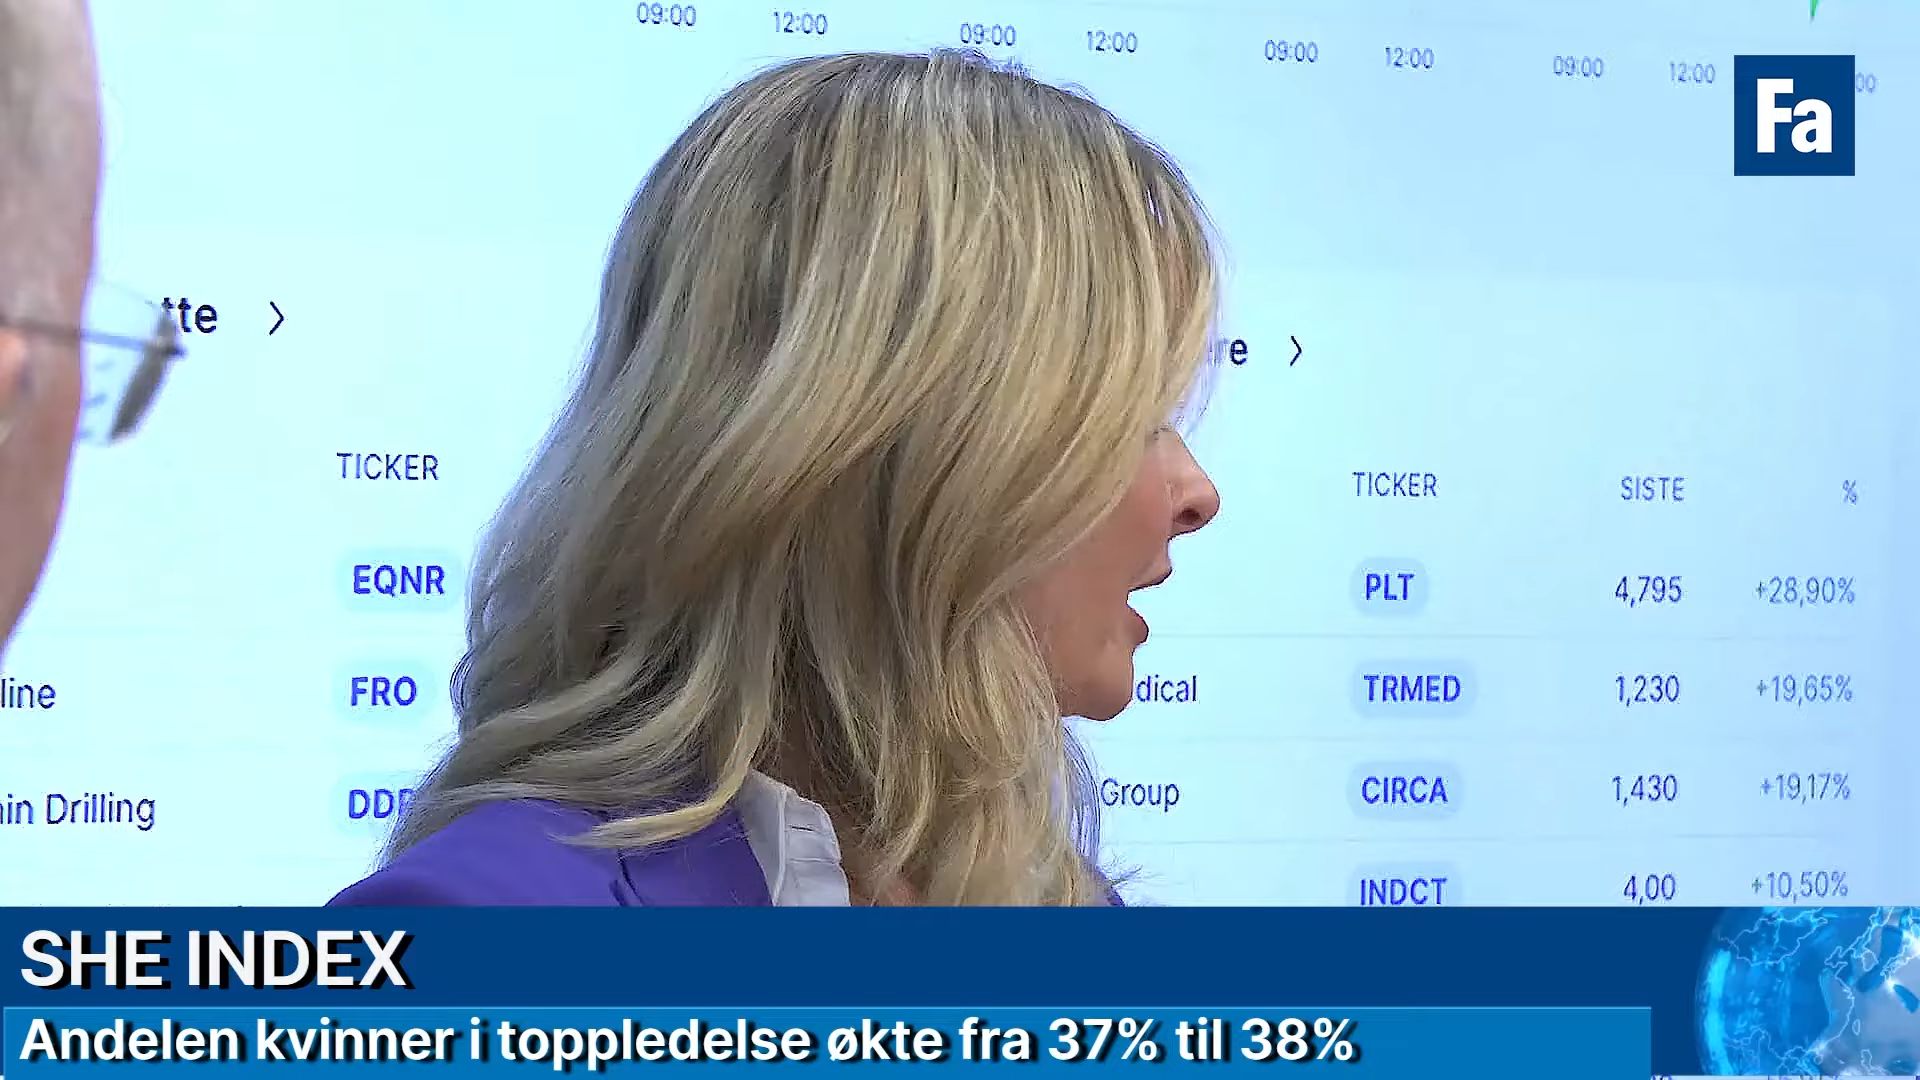 09:00 12:00 09:00 12:00 09:00 12:00 09:00 12:00 00
Fa
tte >
re >
TICKER
TICKER SISTE %
EQNR
PLT 4,795 +28,90%
line FRO
dical TRMED 1,230 +19,65%
in Drilling
Group CIRCA 1,430 +19,17%
INDCT 4,00 +10,50%
SHE INDEX
Andelen kvinner i toppledelse økte fra 37% til 38%